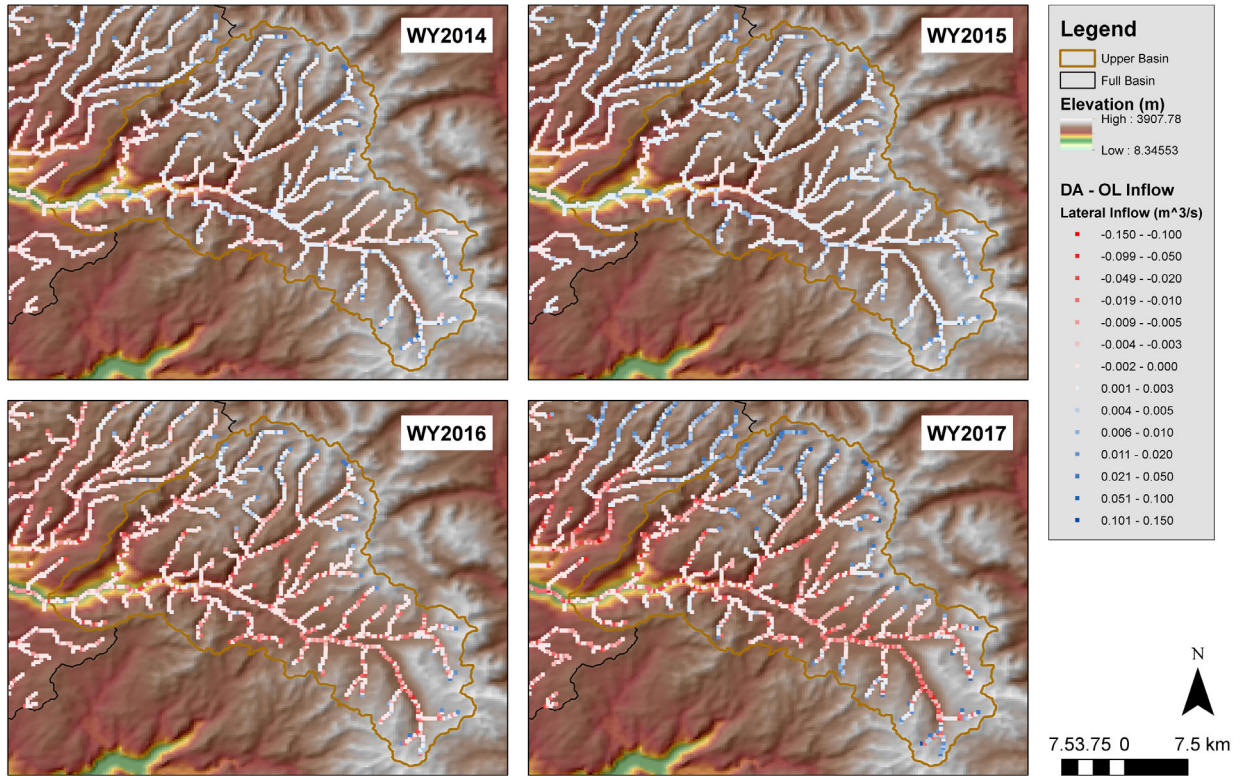 WY2014
WY2015
WY2016
WY2017
Legend
Upper Basin
Full Basin
Elevation (m)
High : 3907.78
Low : 8.34553
DA - OL Inflow
Lateral Inflow (m^3/s)
-0.150 - -0.100
-0.099 - -0.050
-0.049 - -0.020
-0.019 - -0.010
-0.009 - -0.005
-0.004 - -0.003
-0.002 - 0.000
0.001 - 0.003
0.004 - 0.005
0.006 - 0.010
0.011 - 0.020
0.021 - 0.050
0.051 - 0.100
0.101 - 0.150
N
7.53.75 0 7.5 km